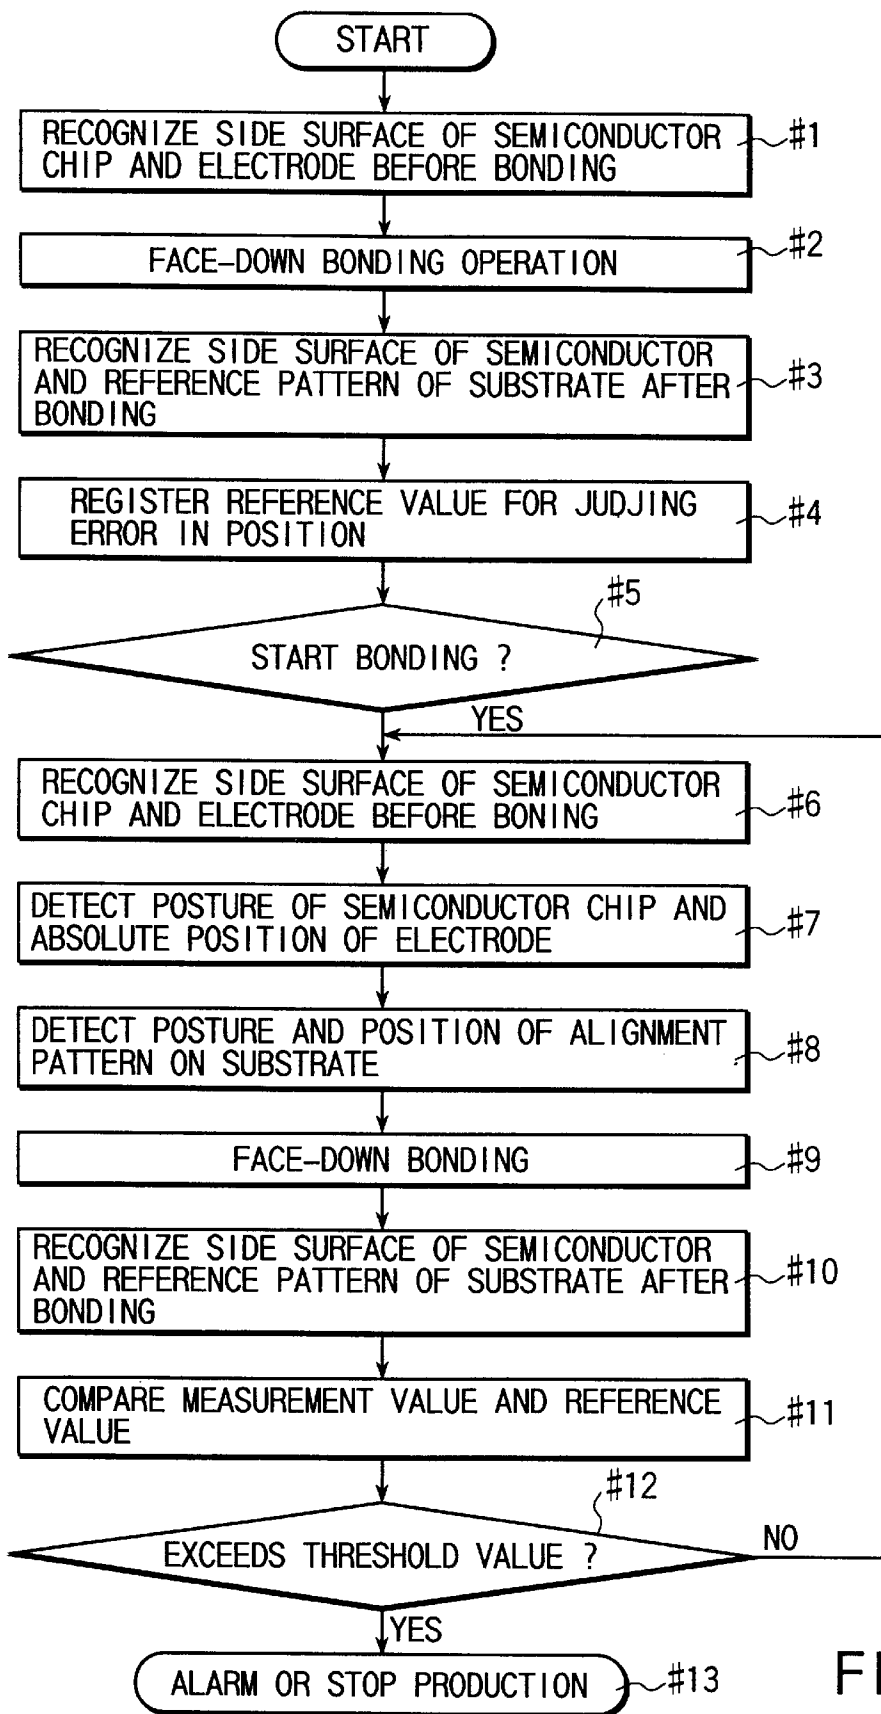 START
RECOGNIZE SIDE SURFACE OF SEMICONDUCTOR
CHIP AND ELECTRODE BEFORE BONDING
#1
FACE-DOWN BONDING OPERATION
#2
RECOGNIZE SIDE SURFACE OF SEMICONDUCTOR
AND REFERENCE PATTERN OF SUBSTRATE AFTER
BONDING
#3
REGISTER REFERENCE VALUE FOR JUDJING
ERROR IN POSITION
#4
#5
START BONDING ?
YES
RECOGNIZE SIDE SURFACE OF SEMICONDUCTOR
CHIP AND ELECTRODE BEFORE BONING
#6
DETECT POSTURE OF SEMICONDUCTOR CHIP AND
ABSOLUTE POSITION OF ELECTRODE
#7
DETECT POSTURE AND POSITION OF ALIGNMENT
PATTERN ON SUBSTRATE
#8
FACE-DOWN BONDING
#9
RECOGNIZE SIDE SURFACE OF SEMICONDUCTOR
AND REFERENCE PATTERN OF SUBSTRATE AFTER
BONDING
#10
COMPARE MEASUREMENT VALUE AND REFERENCE
VALUE
#11
#12
EXCEEDS THRESHOLD VALUE ?
NO
YES
ALARM OR STOP PRODUCTION
#13